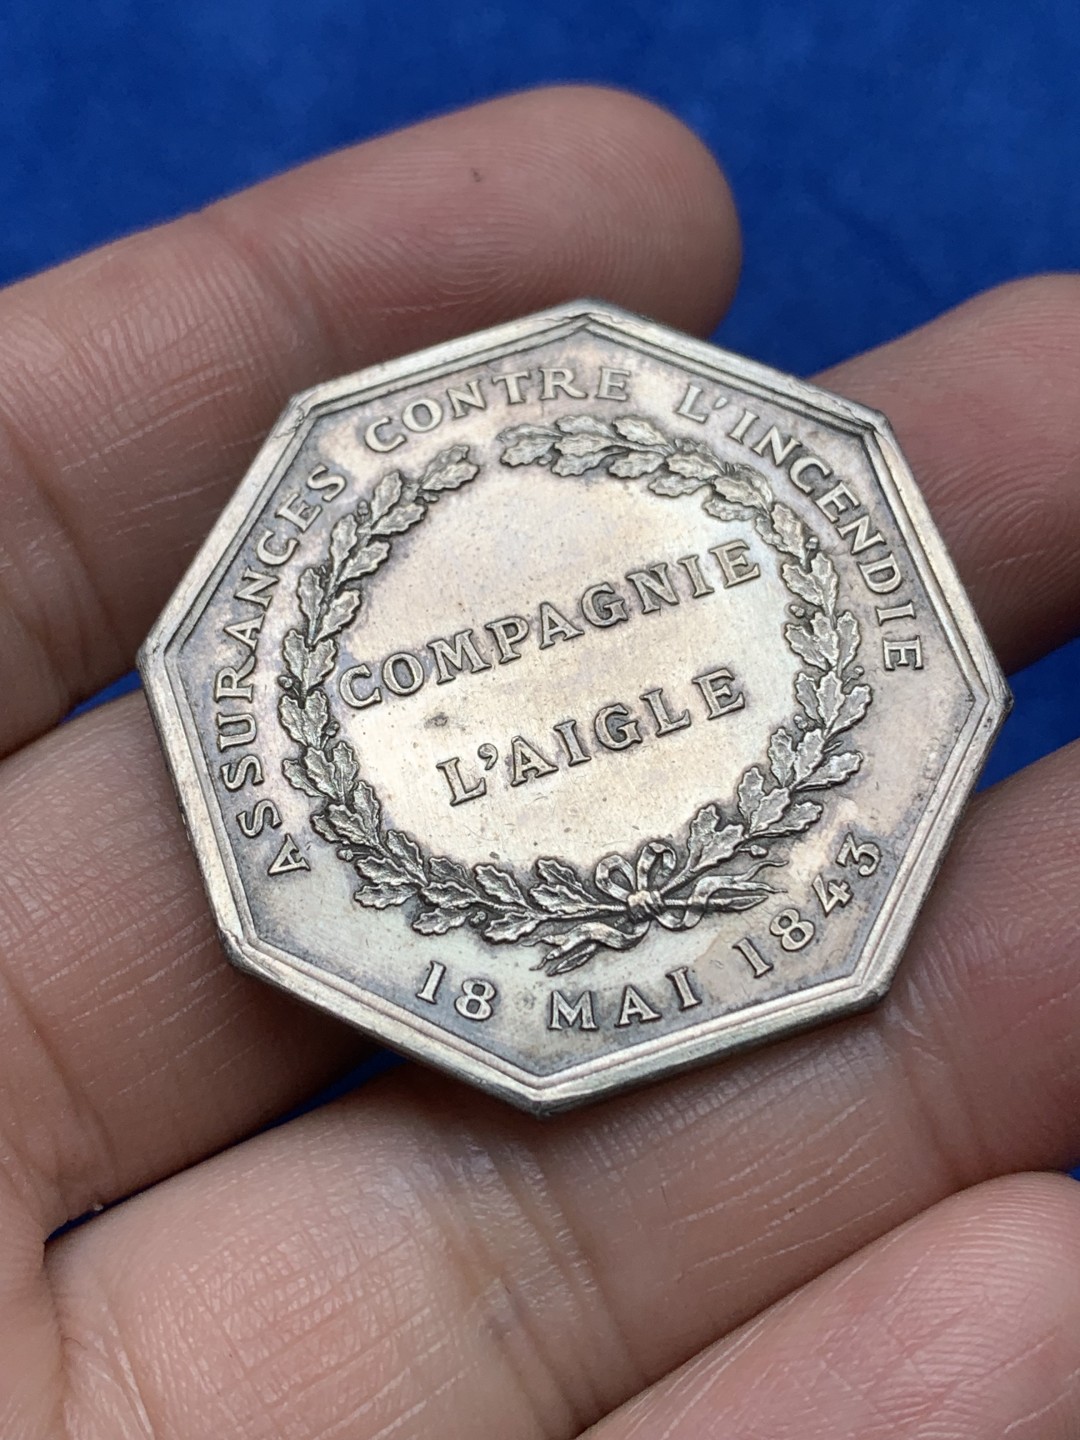 ASSURANCES CONTRE L'INCENDIE
COMPAGNIE
L'AIGLE
18 MAI 1843